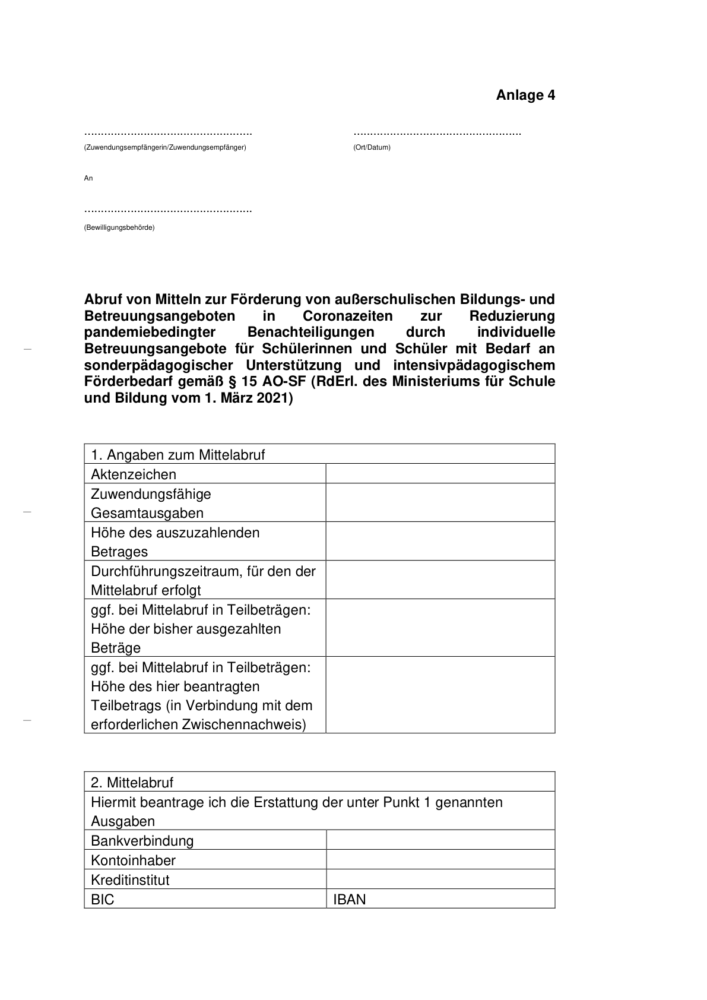 Anlage 4
.................................................. ..................................................
(Zuwendungsempfängerin/Zuwendungsempfänger) (Ort/Datum)
An
..................................................
(Bewilligungsbehörde)
Abruf von Mitteln zur Förderung von außerschulischen Bildungs- und
Betreuungsangeboten in Coronazeiten zur Reduzierung
pandemiebedingter Benachteiligungen durch individuelle
Betreuungsangebote für Schülerinnen und Schüler mit Bedarf an
sonderpädagogischer Unterstützung und intensivpädagogischem
Förderbedarf gemäß § 15 AO-SF (RdErl. des Ministeriums für Schule
und Bildung vom 1. März 2021)
1. Angaben zum Mittelabruf
Aktenzeichen
Zuwendungsfähige
Gesamtausgaben
Höhe des auszuzahlenden
Betrages
Durchführungszeitraum, für den der
Mittelabruf erfolgt
ggf. bei Mittelabruf in Teilbeträgen:
Höhe der bisher ausgezahlten
Beträge
ggf. bei Mittelabruf in Teilbeträgen:
Höhe des hier beantragten
Teilbetrags (in Verbindung mit dem
erforderlichen Zwischennachweis)
2. Mittelabruf
Hiermit beantrage ich die Erstattung der unter Punkt 1 genannten
Ausgaben
Bankverbindung
Kontoinhaber
Kreditinstitut
BIC IBAN